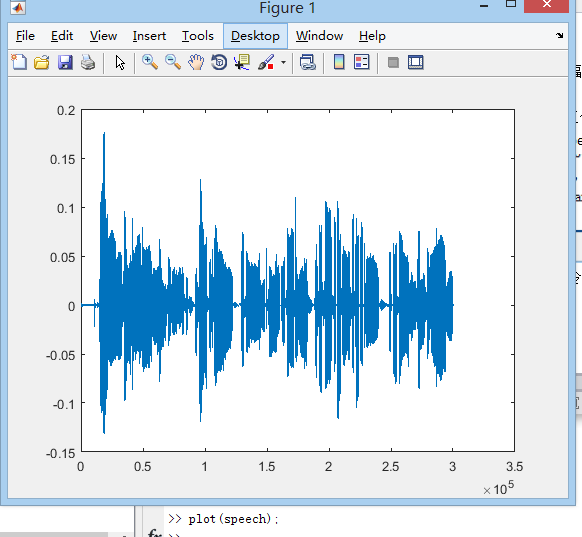 Figure 1
File Edit View Insert Tools Desktop Window Help
0.2
0.15
0.1
0.05
0
-0.05
-0.1
-0.15
0 0.5 1 1.5 2 2.5 3 3.5
×10^5
>> plot(speech);
fx >>